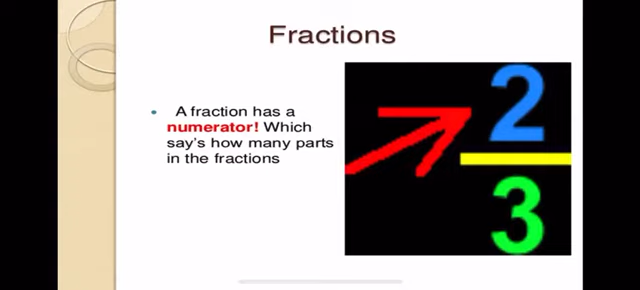 Fractions
• A fraction has a
numerator! Which
say's how many parts
in the fractions
2
3